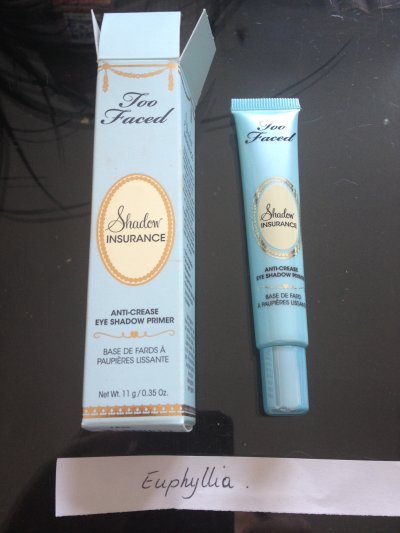 Too
Faced
Shadow
INSURANCE
ANTI-CREASE
EYE SHADOW PRIMER
BASE DE FARDS À
PAUPIÈRES LISSANTE
Net Wt. 11 g / 0.35 Oz.
Too
Faced
Shadow
INSURANCE
ANTI-CREASE
EYE SHADOW PRIMER
BASE DE FARDS
À PAUPIÈRES LISSANTE
Euphyllia.